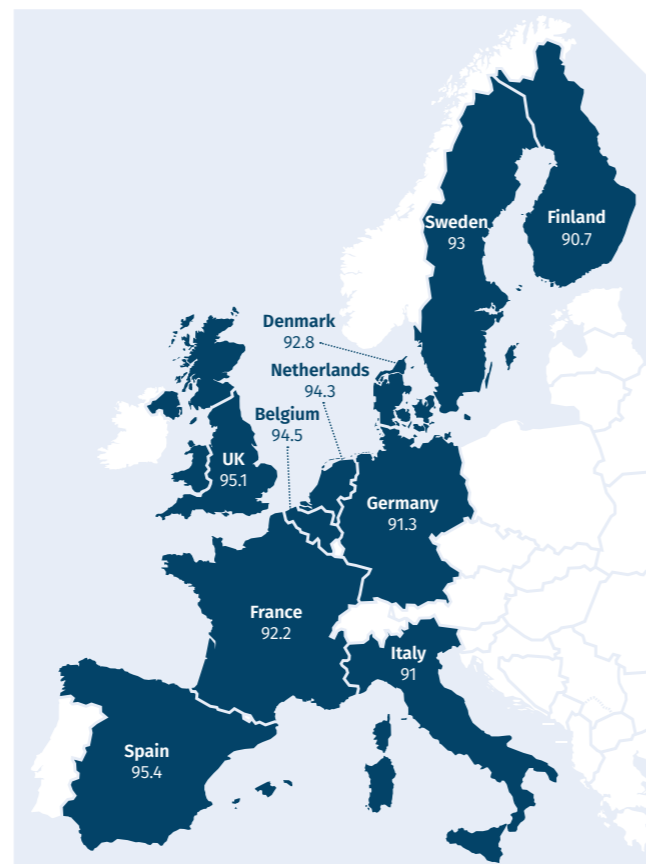 Sweden
93
Finland
90.7
Denmark
92.8
Netherlands
94.3
Belgium
94.5
UK
95.1
Germany
91.3
France
92.2
Italy
91
Spain
95.4